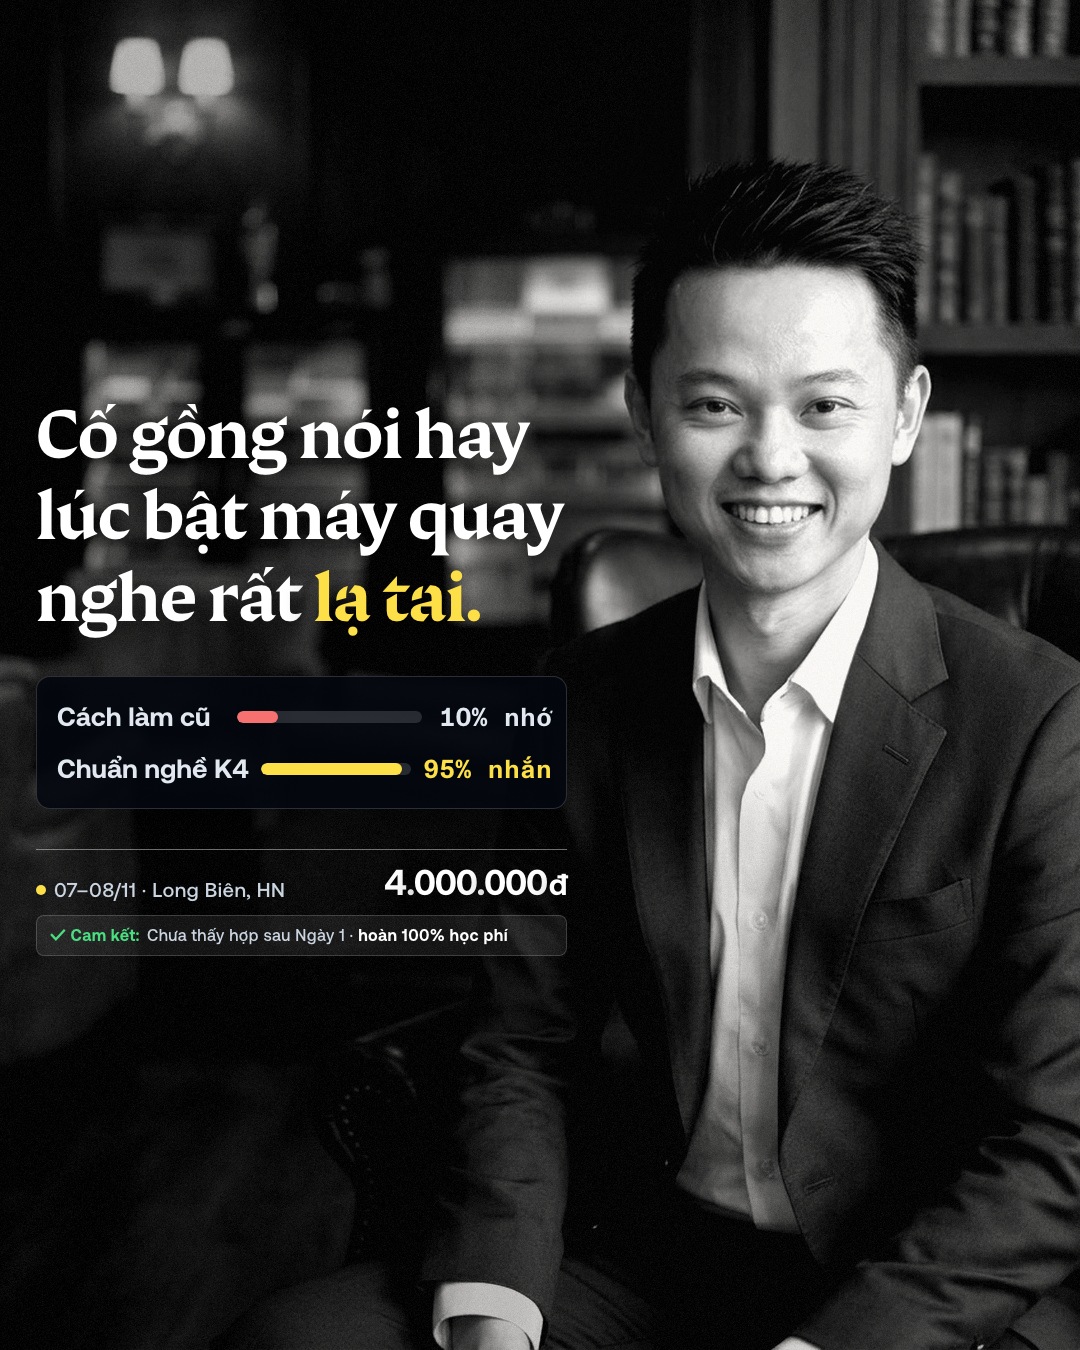 Cố gồng nói hay
lúc bật máy quay
nghe rất lạ tai.
Cách làm cũ 10% nhớ
Chuẩn nghề K4 95% nhắn
07–08/11 · Long Biên, HN 4.000.000đ
✓ Cam kết: Chưa thấy hợp sau Ngày 1 · hoàn 100% học phí